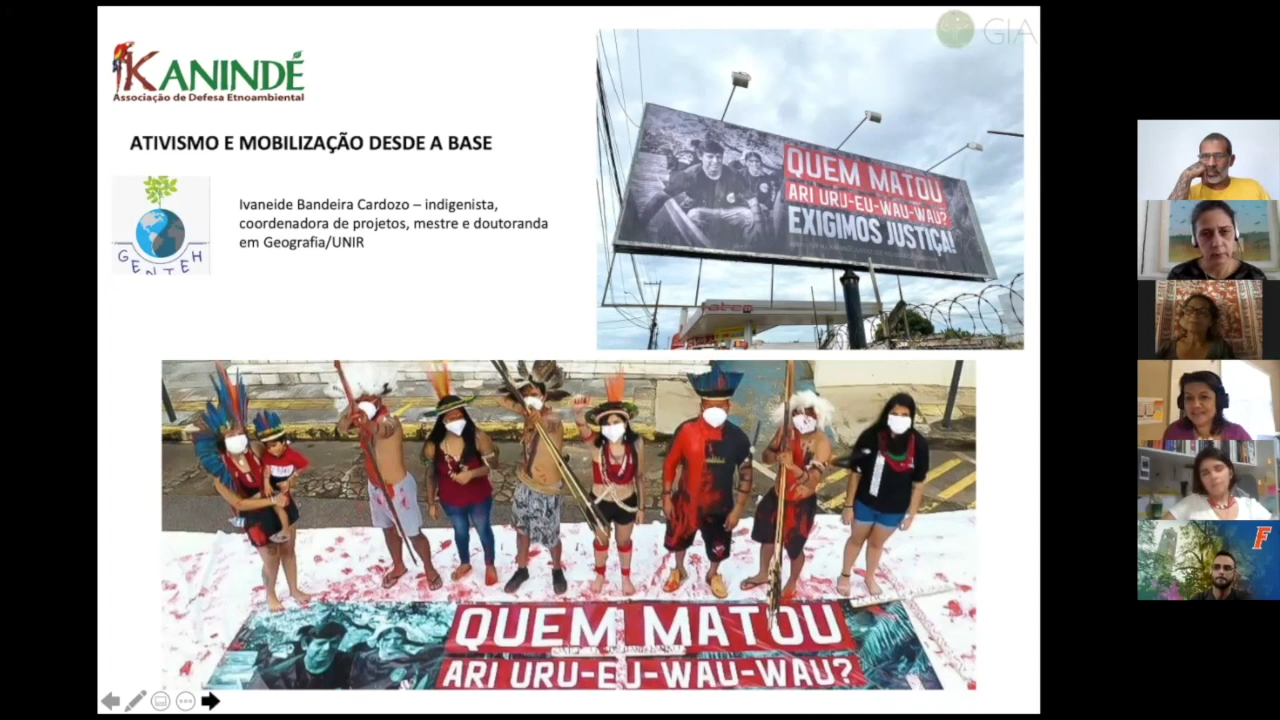 GIA
KANINDÉ
Associação de Defesa Etnoambiental
ATIVISMO E MOBILIZAÇÃO DESDE A BASE
GENTEH
Ivaneide Bandeira Cardozo – indigenista,
coordenadora de projetos, mestre e doutoranda
em Geografia/UNIR
QUEM MATOU
ARI URU-EU-WAU-WAU?
EXIGIMOS JUSTIÇA!
QUEM MATOU
ARI URU-EU-WAU-WAU?
F